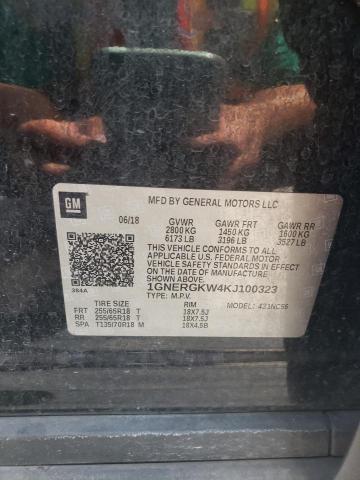 GM
MFD BY GENERAL MOTORS LLC
06/18 GVWR GAWR FRT GAWR RR
2800 KG 1450 KG 1600 KG
6173 LB 3196 LB 3527 LB
THIS VEHICLE CONFORMS TO ALL
APPLICABLE U.S. FEDERAL MOTOR
VEHICLE SAFETY STANDARDS IN
EFFECT ON THE DATE OF MANUFACTURE
SHOWN ABOVE.
384A 1GNERGKW4KJ100323
TYPE: M.P.V.
TIRE SIZE RIM MODEL:
FRT 255/65R18 T 18X7.5J
RR 255/65R18 T 18X7.5J
SPA T135/70R18 M 18X4.5B